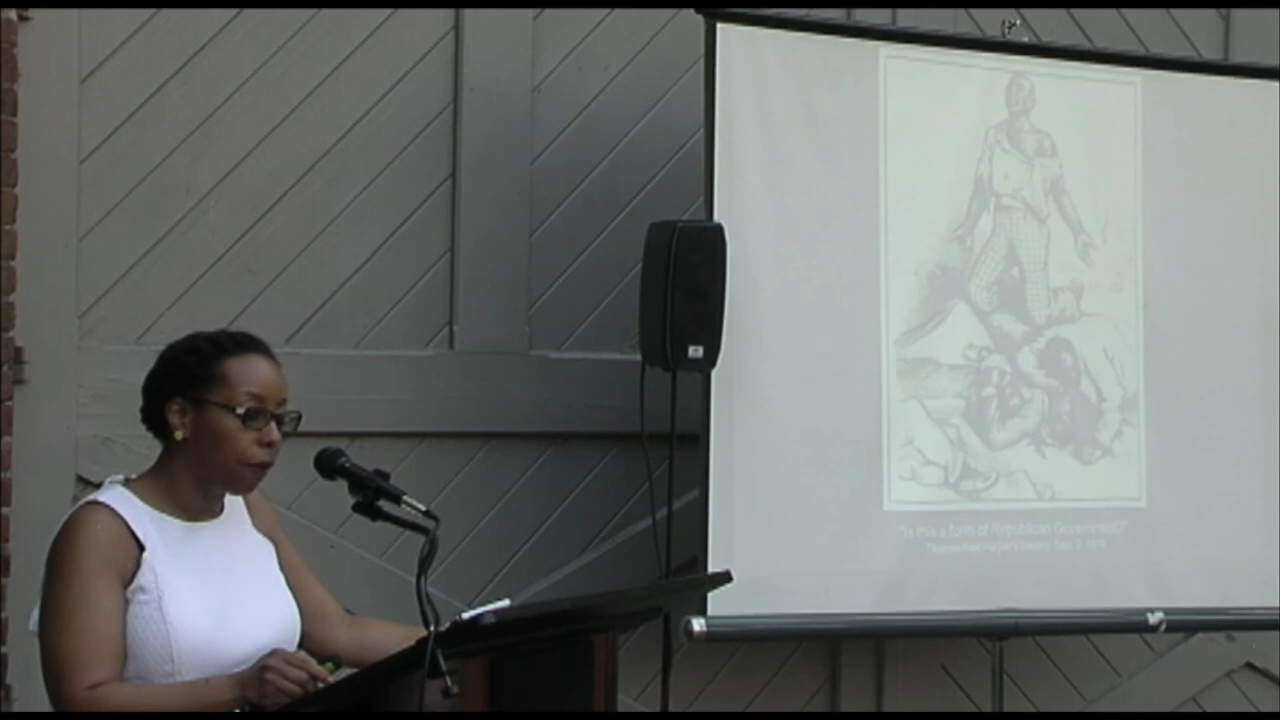 "Is this a form of Republican Government?"
Thomas Nast Harper's Weekly, Sept. 2, 1876